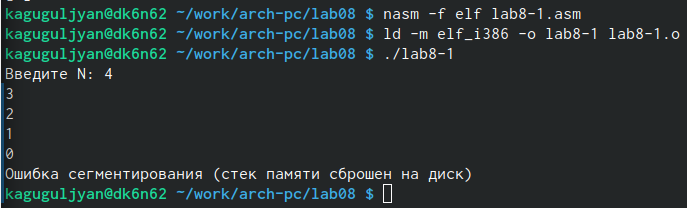 kaguguljyan@dk6n62 ~/work/arch-pc/lab08 $ nasm -f elf lab8-1.asm
kaguguljyan@dk6n62 ~/work/arch-pc/lab08 $ ld -m elf_i386 -o lab8-1 lab8-1.o
kaguguljyan@dk6n62 ~/work/arch-pc/lab08 $ ./lab8-1
Введите N: 4
3
2
1
0
Ошибка сегментирования (стек памяти сброшен на диск)
kaguguljyan@dk6n62 ~/work/arch-pc/lab08 $